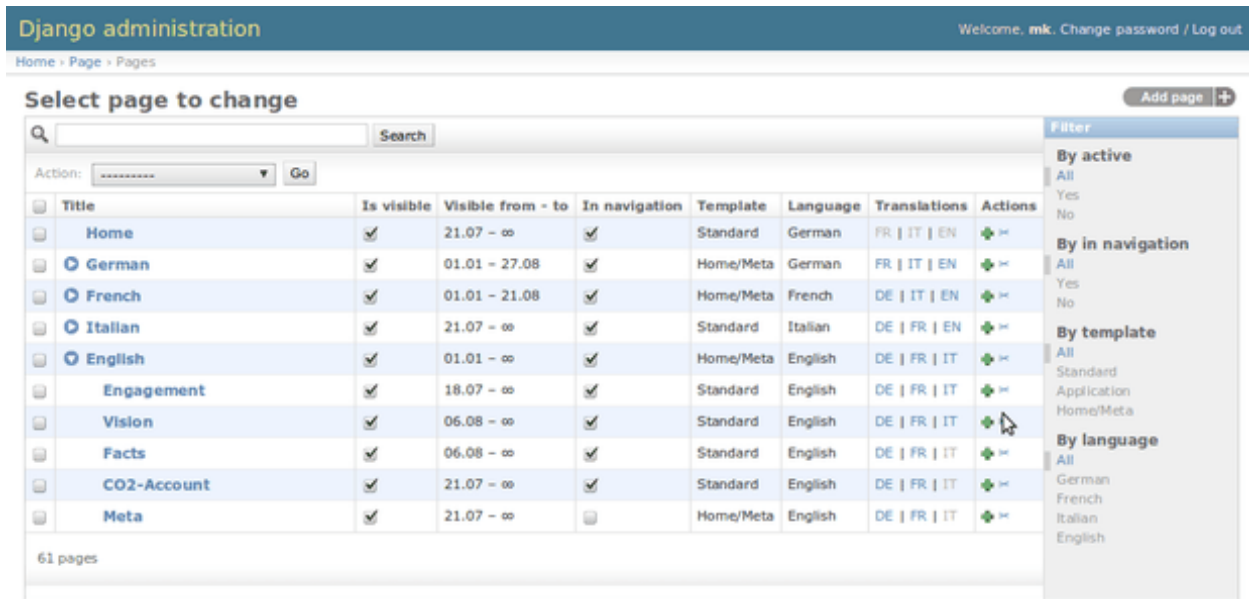 Django administration
Welcome, mk. Change password / Log out
Home › Page › Pages
Select page to change
Add page
Search
Action: --------- Go
Title Is visible Visible from - to In navigation Template Language Translations Actions
Home 21.07 – ∞ Standard German FR | IT | EN
German 01.01 – 27.08 Home/Meta German FR | IT | EN
French 01.01 – 21.08 Home/Meta French DE | IT | EN
Italian 21.07 – ∞ Standard Italian DE | FR | EN
English 01.01 – ∞ Home/Meta English DE | FR | IT
Engagement 18.07 – ∞ Standard English DE | FR | IT
Vision 06.08 – ∞ Standard English DE | FR | IT
Facts 06.08 – ∞ Standard English DE | FR | IT
CO2-Account 21.07 – ∞ Standard English DE | FR | IT
Meta 21.07 – ∞ Home/Meta English DE | FR | IT
61 pages
Filter
By active
All
Yes
No
By in navigation
All
Yes
No
By template
All
Standard
Application
Home/Meta
By language
All
German
French
Italian
English